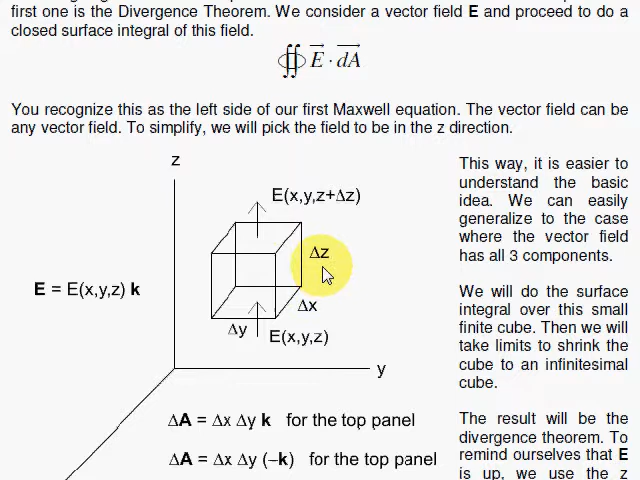 first one is the Divergence Theorem. We consider a vector field E and proceed to do a
closed surface integral of this field.
∯ E⃗ · dA⃗
You recognize this as the left side of our first Maxwell equation. The vector field can be
any vector field. To simplify, we will pick the field to be in the z direction.
z
E(x,y,z+Δz)
Δz
E = E(x,y,z) k
Δx
Δy
E(x,y,z)
y
ΔA = Δx Δy k for the top panel
ΔA = Δx Δy (–k) for the top panel
This way, it is easier to
understand the basic
idea. We can easily
generalize to the case
where the vector field
has all 3 components.
We will do the surface
integral over this small
finite cube. Then we will
take limits to shrink the
cube to an infinitesimal
cube.
The result will be the
divergence theorem. To
remind ourselves that E
is up, we use the z